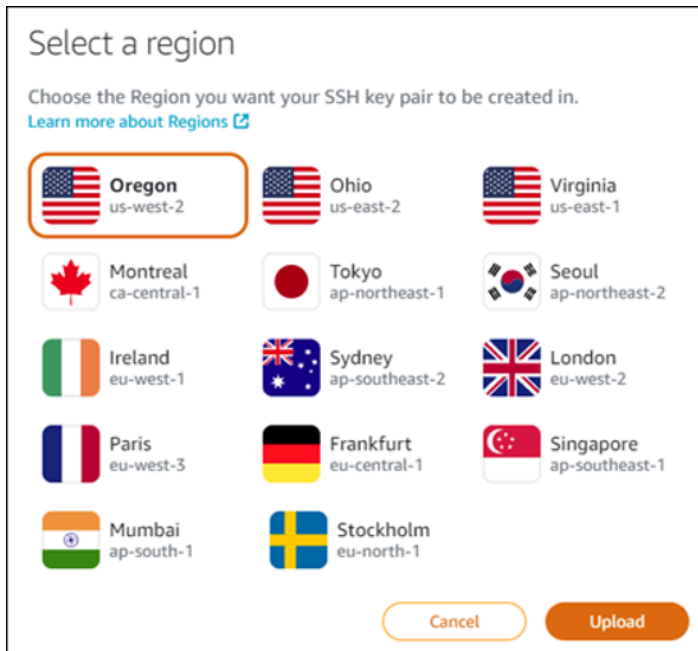 Select a region
Choose the Region you want your SSH key pair to be created in.
Learn more about Regions
Oregon
us-west-2
Ohio
us-east-2
Virginia
us-east-1
Montreal
ca-central-1
Tokyo
ap-northeast-1
Seoul
ap-northeast-2
Ireland
eu-west-1
Sydney
ap-southeast-2
London
eu-west-2
Paris
eu-west-3
Frankfurt
eu-central-1
Singapore
ap-southeast-1
Mumbai
ap-south-1
Stockholm
eu-north-1
Cancel
Upload